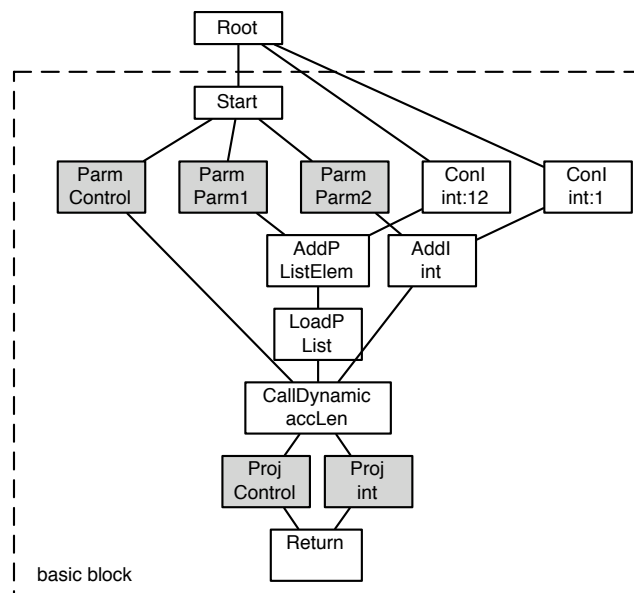 Root
Start
Parm
Control
Parm
Parm1
Parm
Parm2
ConI
int:12
ConI
int:1
AddP
ListElem
AddI
int
LoadP
List
CallDynamic
accLen
Proj
Control
Proj
int
Return
basic block